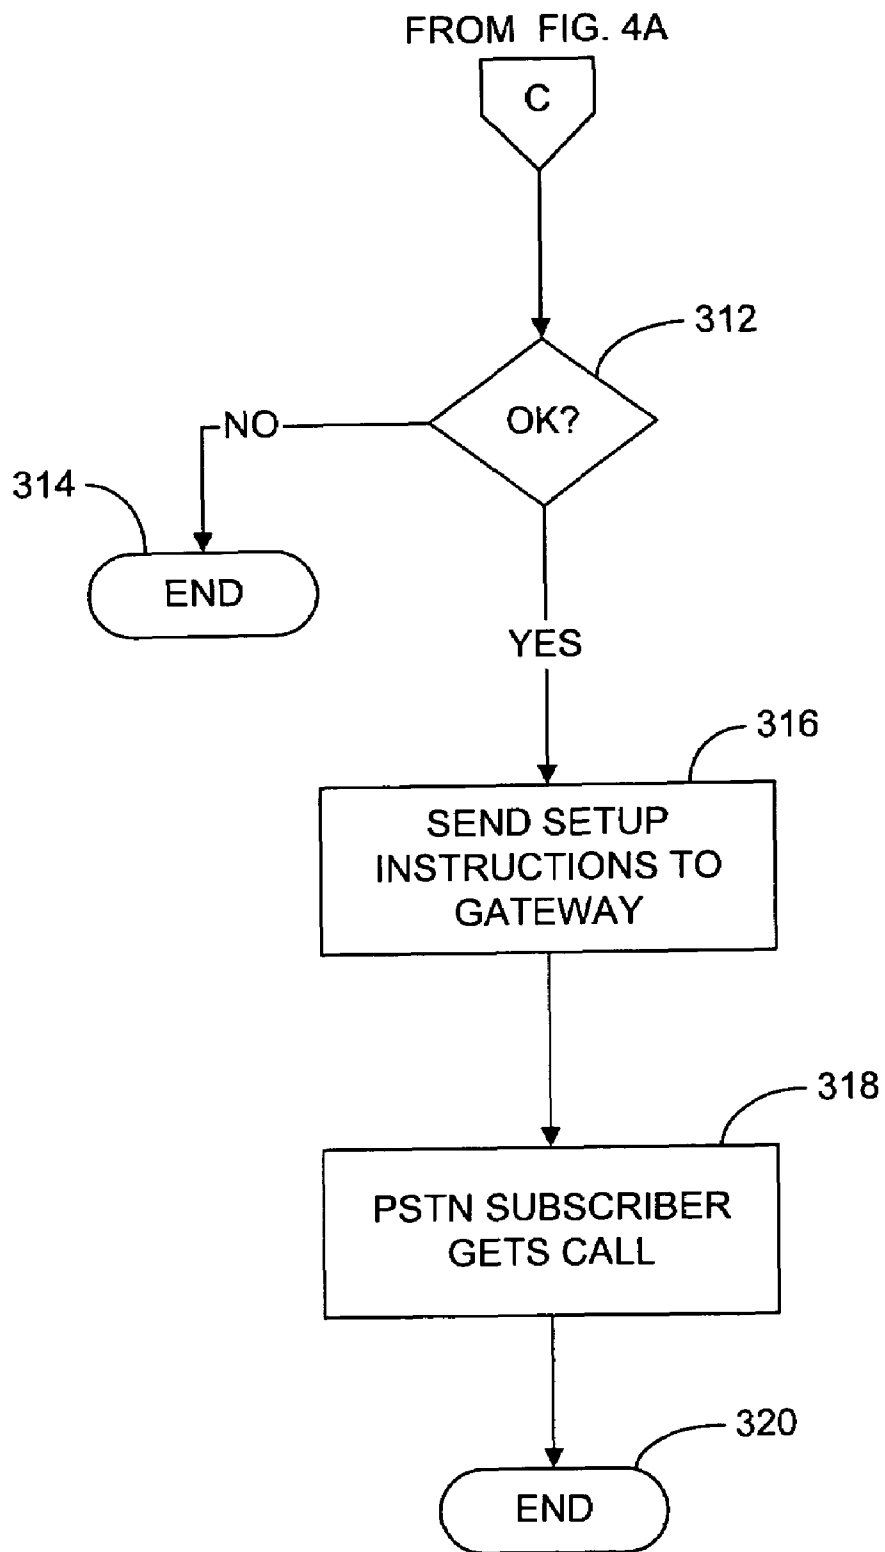 FROM FIG. 4A
C
312
OK?
NO
314
END
YES
316
SEND SETUP
INSTRUCTIONS TO
GATEWAY
318
PSTN SUBSCRIBER
GETS CALL
320
END